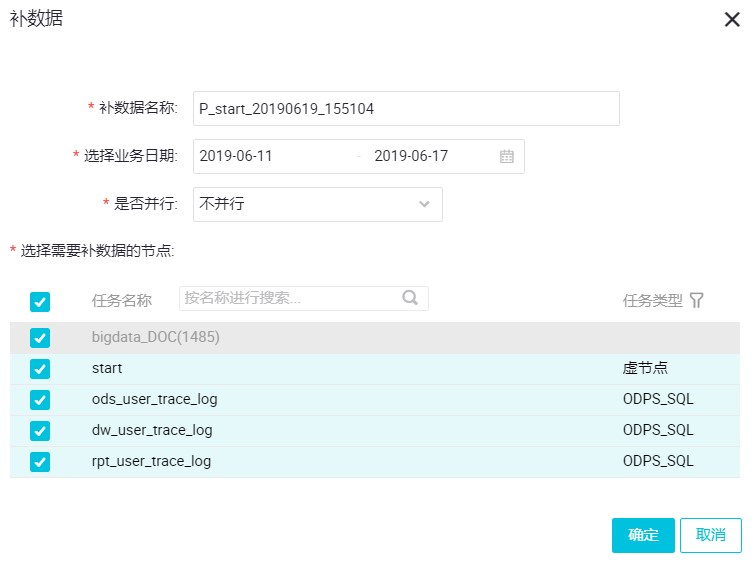 补数据
* 补数据名称: P_start_20190619_155104
* 选择业务日期: 2019-06-11 - 2019-06-17
* 是否并行: 不并行
* 选择需要补数据的节点:
任务名称 按名称进行搜索... 任务类型
bigdata_DOC(1485)
start 虚节点
ods_user_trace_log ODPS_SQL
dw_user_trace_log ODPS_SQL
rpt_user_trace_log ODPS_SQL
确定 取消